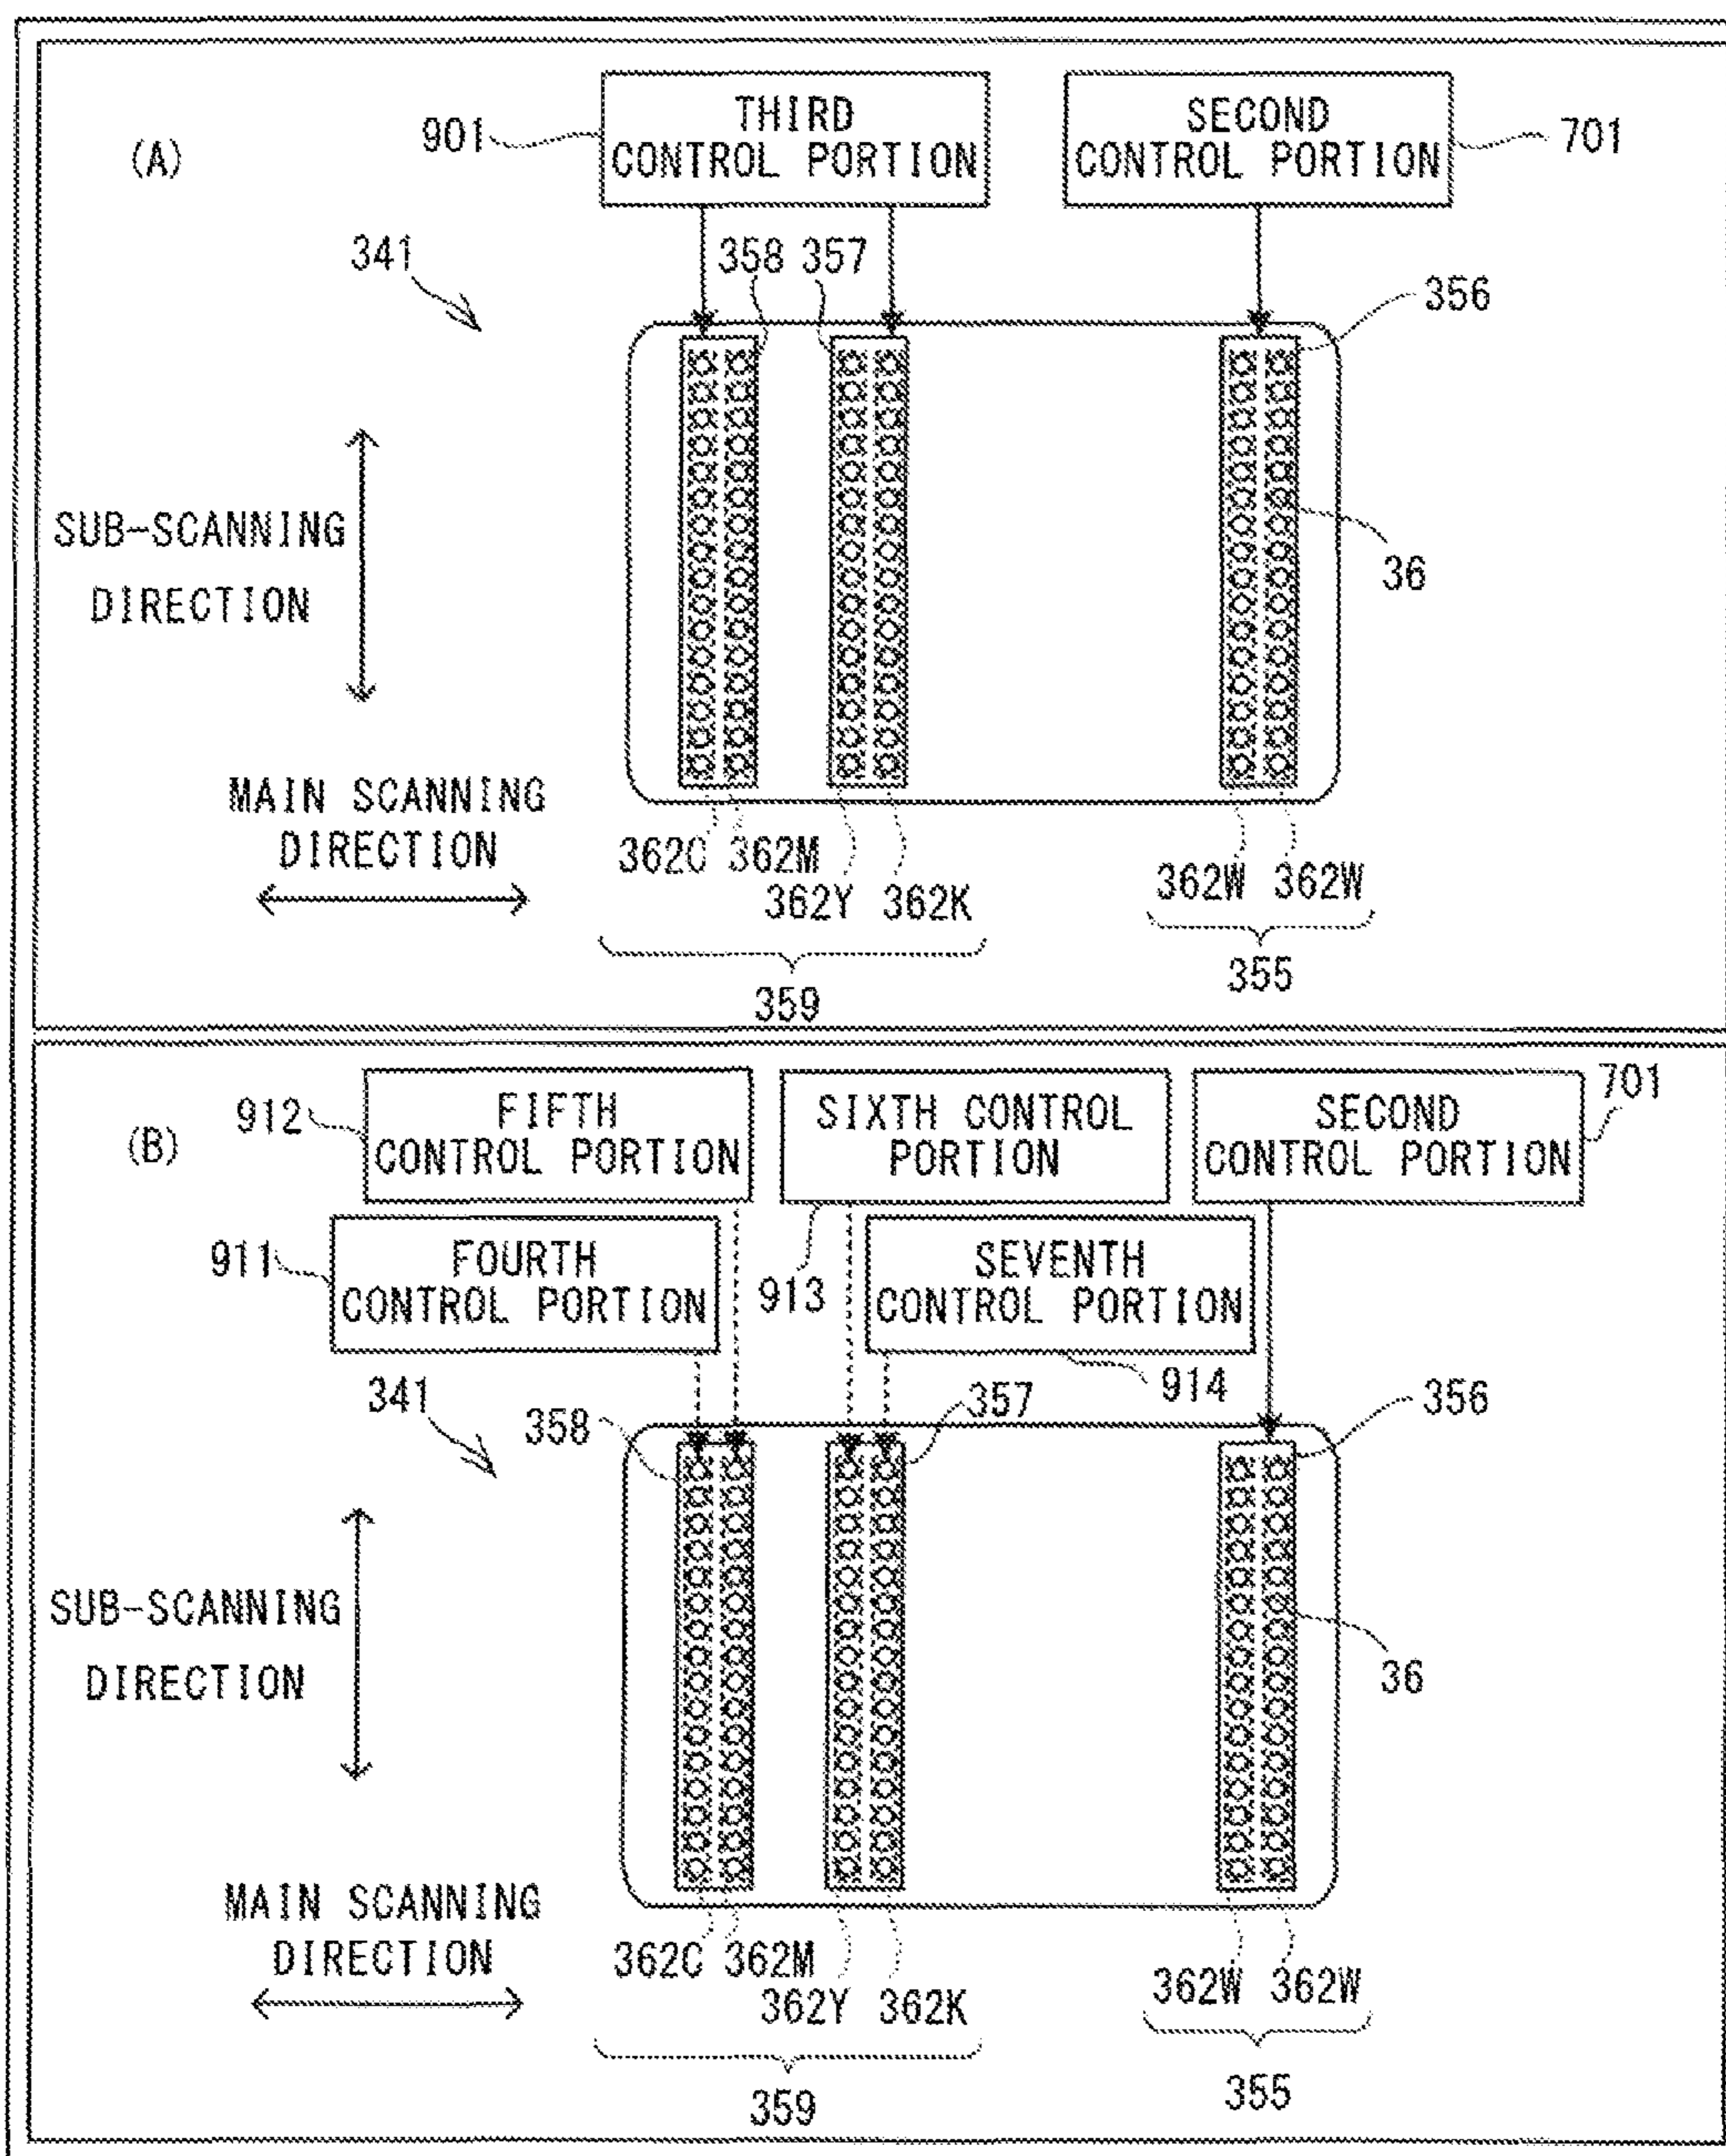 (A)
901
THIRD
CONTROL PORTION
SECOND
CONTROL PORTION
701
341
358
357
356
SUB-SCANNING
DIRECTION
36
MAIN SCANNING
DIRECTION
362C
362M
362Y
362K
362W
362W
359
355
(B)
912
FIFTH
CONTROL PORTION
SIXTH CONTROL
PORTION
SECOND
CONTROL PORTION
701
911
FOURTH
CONTROL PORTION
913
SEVENTH
CONTROL PORTION
914
341
358
357
356
SUB-SCANNING
DIRECTION
36
MAIN SCANNING
DIRECTION
362C
362M
362Y
362K
362W
362W
359
355